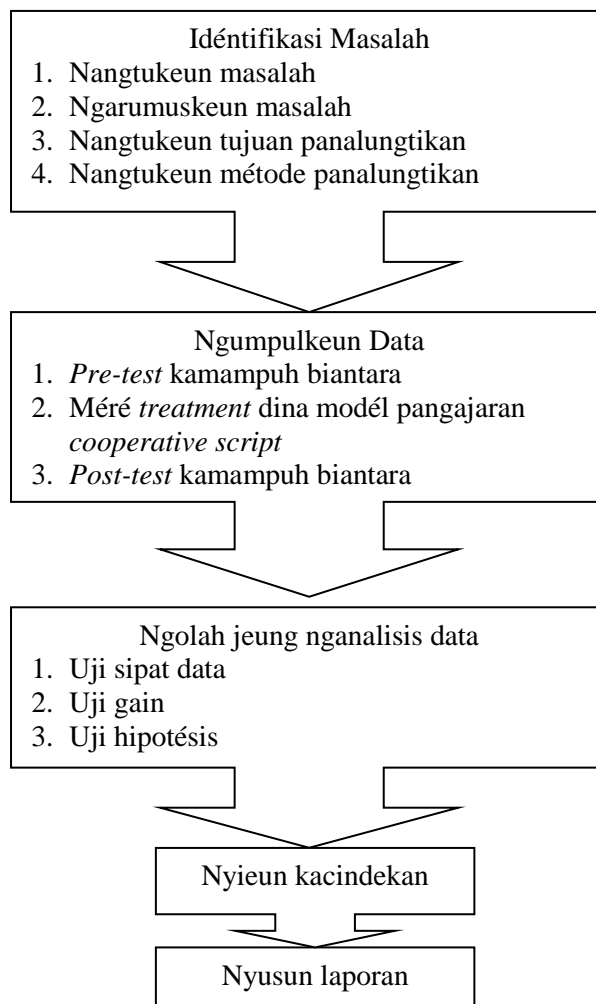 Idéntifikasi Masalah
1. Nangtukeun masalah
2. Ngarumuskeun masalah
3. Nangtukeun tujuan panalungtikan
4. Nangtukeun métode panalungtikan
Ngumpulkeun Data
1. Pre-test kamampuh biantara
2. Méré treatment dina modél pangajaran
cooperative script
3. Post-test kamampuh biantara
Ngolah jeung nganalisis data
1. Uji sipat data
2. Uji gain
3. Uji hipotésis
Nyieun kacindekan
Nyusun laporan